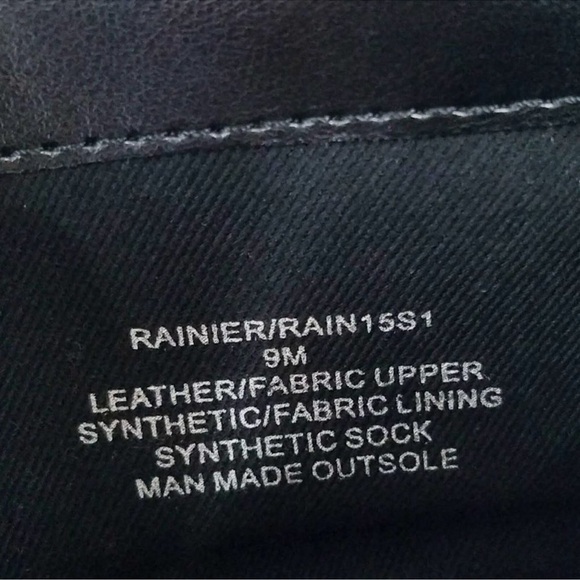 RAINIER/RAIN15S1
9M
LEATHER/FABRIC UPPER
SYNTHETIC/FABRIC LINING
SYNTHETIC SOCK
MAN MADE OUTSOLE